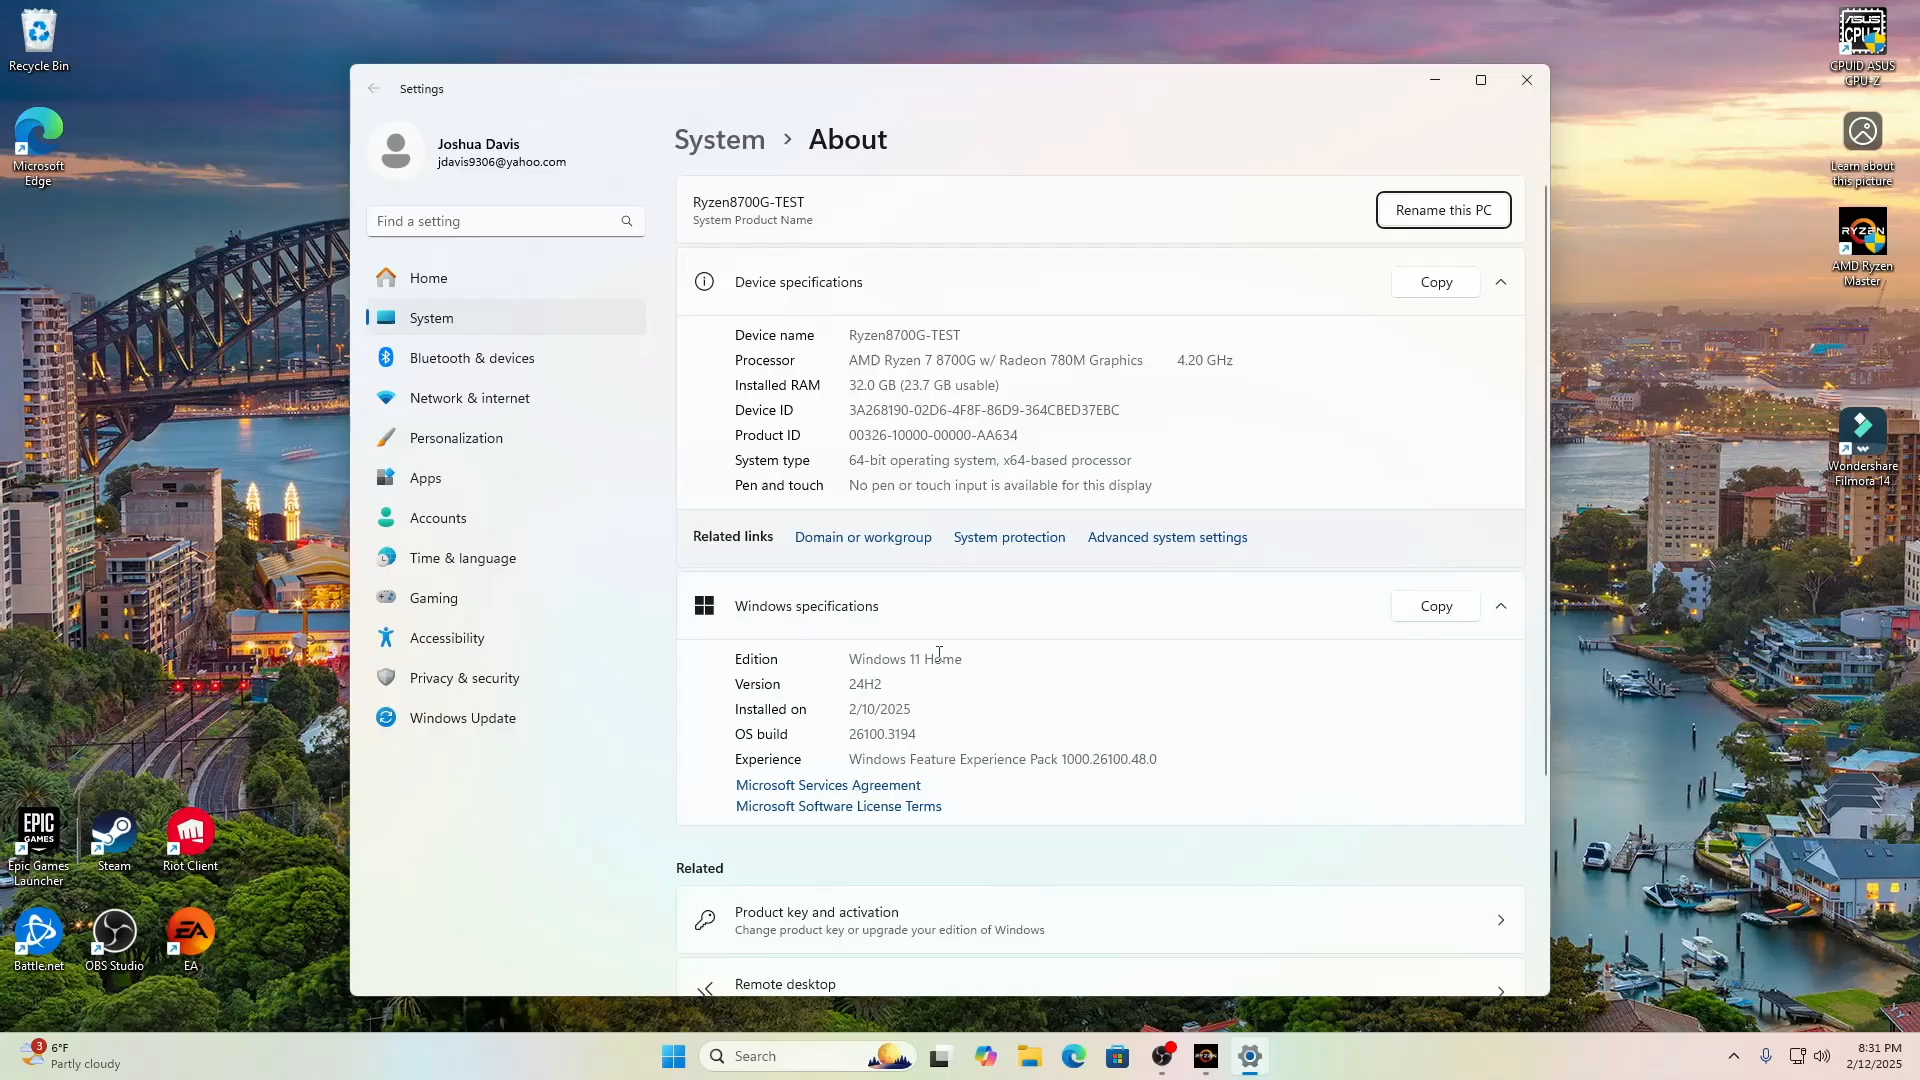 Recycle Bin
Microsoft
Edge
Settings
Joshua Davis
jdavis9306@yahoo.com
Find a setting
Home
System
Bluetooth & devices
Network & internet
Personalization
Apps
Accounts
Time & language
Gaming
Accessibility
Privacy & security
Windows Update
System > About
Ryzen8700G-TEST
System Product Name
Rename this PC
Device specifications
Copy
Device name Ryzen8700G-TEST
Processor AMD Ryzen 7 8700G w/ Radeon 780M Graphics 4.20 GHz
Installed RAM 32.0 GB (23.7 GB usable)
Device ID 3A268190-02D6-4F8F-86D9-364CBED37EBC
Product ID 00326-10000-00000-AA634
System type 64-bit operating system, x64-based processor
Pen and touch No pen or touch input is available for this display
Related links Domain or workgroup System protection Advanced system settings
Windows specifications
Copy
Edition Windows 11 Home
Version 24H2
Installed on 2/10/2025
OS build 26100.3194
Experience Windows Feature Experience Pack 1000.26100.48.0
Microsoft Services Agreement
Microsoft Software License Terms
Related
Product key and activation
Change product key or upgrade your edition of Windows
Remote desktop
ASUS
CPU-Z
CPUID ASUS
CPU-Z
Learn about
this picture
RYZEN
AMD Ryzen
Master
Wondershare
Filmora 14
EPIC
GAMES
Epic Games
Launcher
Steam
Riot Client
Battle.net
OBS Studio
EA
EA
3
6°F
Partly cloudy
Search
RYZEN
8:31 PM
2/12/2025